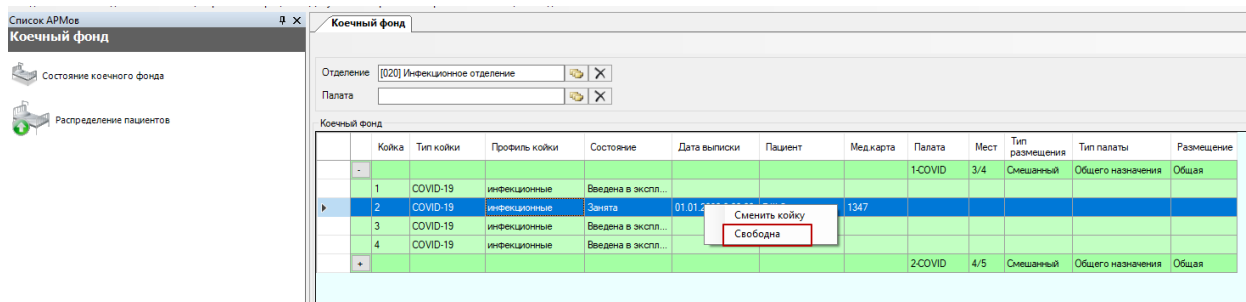 Список АРМов
Коечный фонд
Состояние коечного фонда
Распределение пациентов
Коечный фонд
Отделение [020] Инфекционное отделение
Палата
Коечный фонд
Койка Тип койки Профиль койки Состояние Дата выписки Пациент Мед.карта Палата Мест Тип размещения Тип палаты Размещение
- 1-COVID 3/4 Смешанный Общего назначения Общая
1 COVID-19 инфекционные Введена в экспл...
2 COVID-19 инфекционные Занята 01.01. 1347
Сменить койку
Свободна
3 COVID-19 инфекционные Введена в экспл...
4 COVID-19 инфекционные Введена в экспл...
+ 2-COVID 4/5 Смешанный Общего назначения Общая